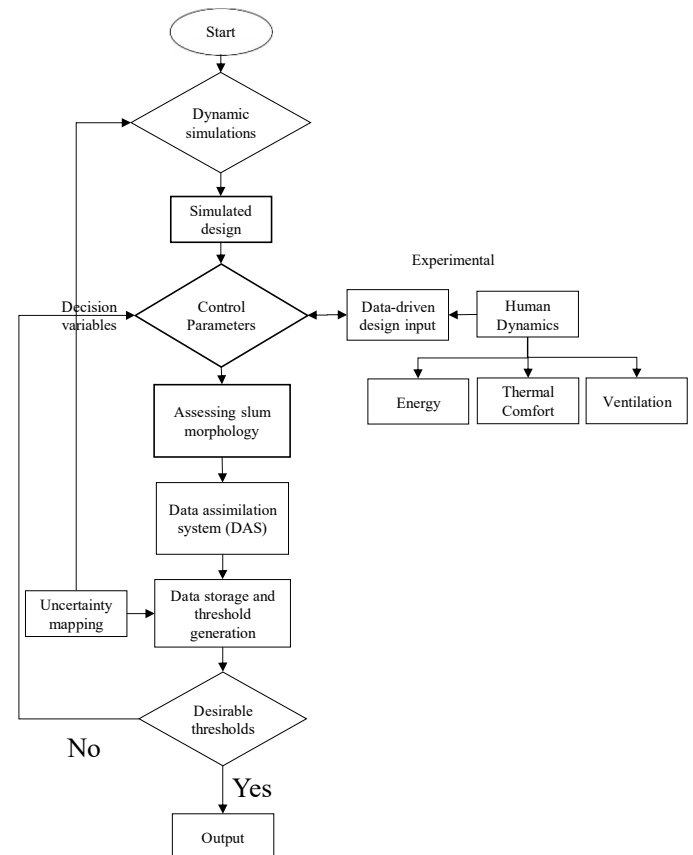 Start
Dynamic
simulations
Simulated
design
Experimental
Decision
variables
Control
Parameters
Data-driven
design input
Human
Dynamics
Energy
Thermal
Comfort
Ventilation
Assessing slum
morphology
Data assimilation
system (DAS)
Uncertainty
mapping
Data storage and
threshold
generation
Desirable
thresholds
No
Yes
Output